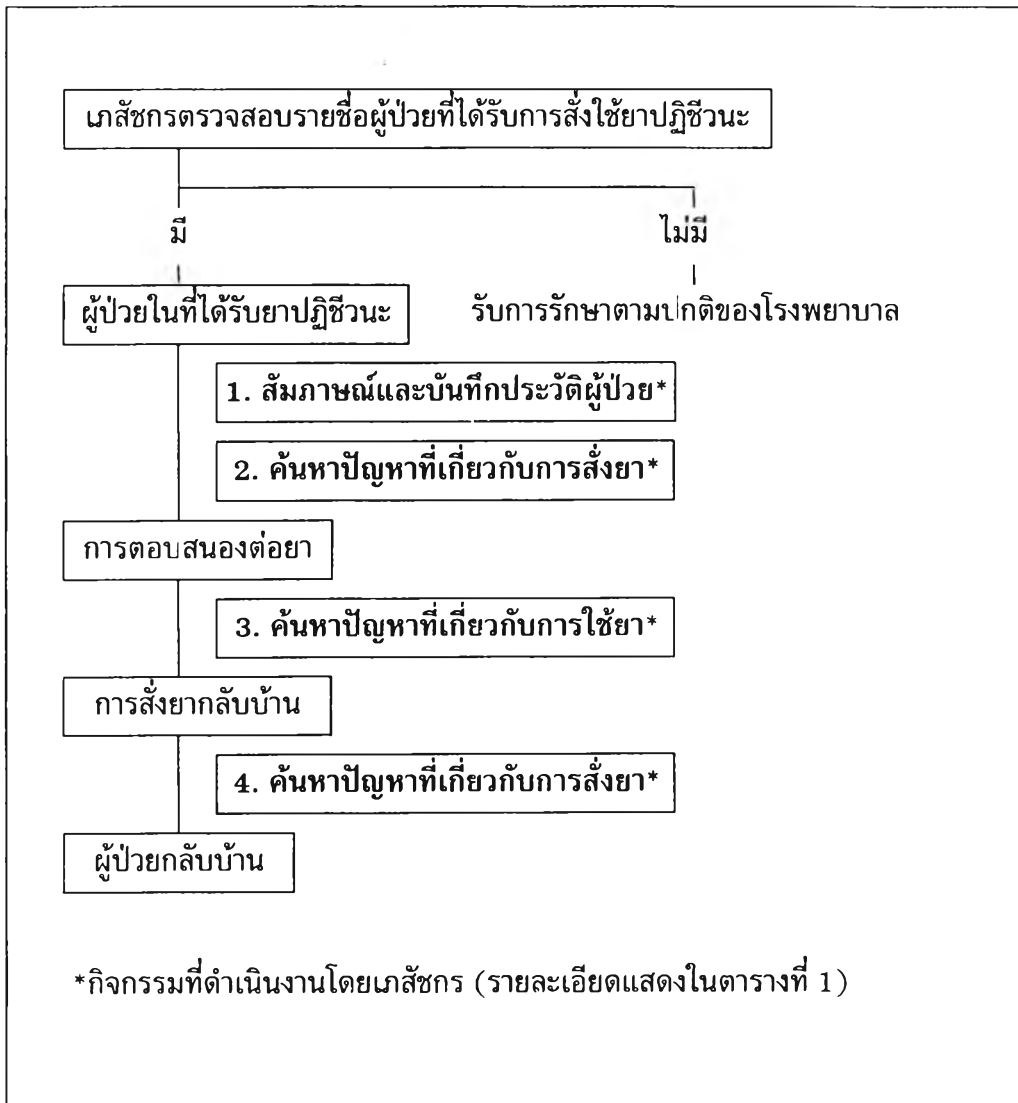 เภสัชกรตรวจสอบรายชื่อผู้ป่วยที่ได้รับการสั่งใช้ยาปฏิชีวนะ
มี ไม่มี
ผู้ป่วยในที่ได้รับยาปฏิชีวนะ รับการรักษาตามปกติของโรงพยาบาล
1. สัมภาษณ์และบันทึกประวัติผู้ป่วย*
2. ค้นหาปัญหาที่เกี่ยวกับการสั่งยา*
การตอบสนองต่อยา
3. ค้นหาปัญหาที่เกี่ยวกับการใช้ยา*
การสั่งยากลับบ้าน
4. ค้นหาปัญหาที่เกี่ยวกับการสั่งยา*
ผู้ป่วยกลับบ้าน
*กิจกรรมที่ดำเนินงานโดยเภสัชกร (รายละเอียดแสดงในตารางที่ 1)